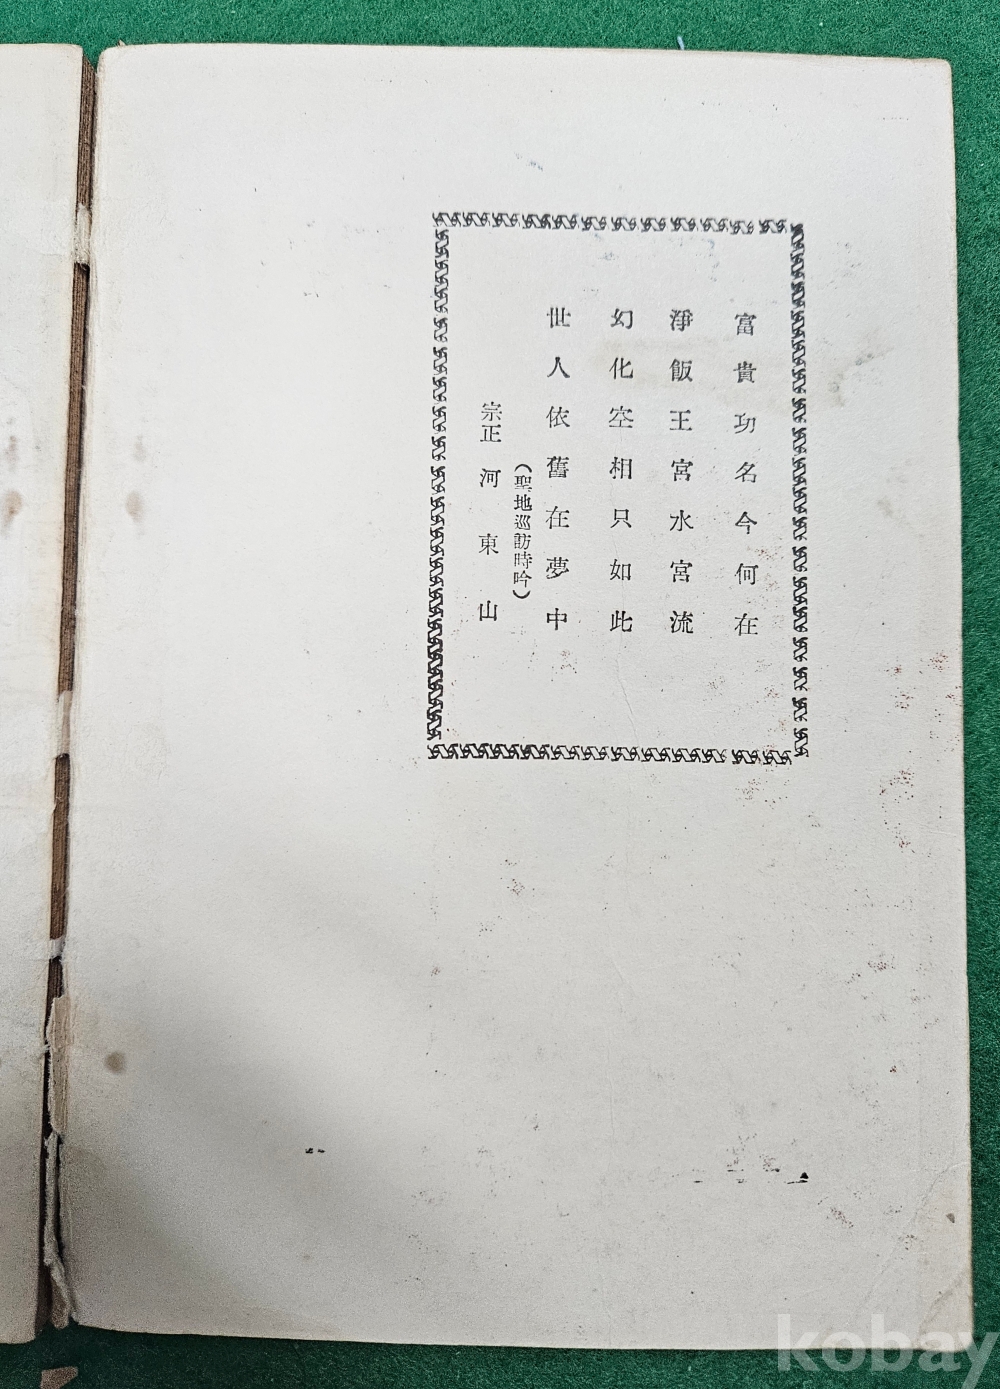 富貴功名今何在
淨飯王宮水宮流
幻化空相只如此
世人依舊在夢中
(聖地巡訪時吟)
宗正 河東山
kobay